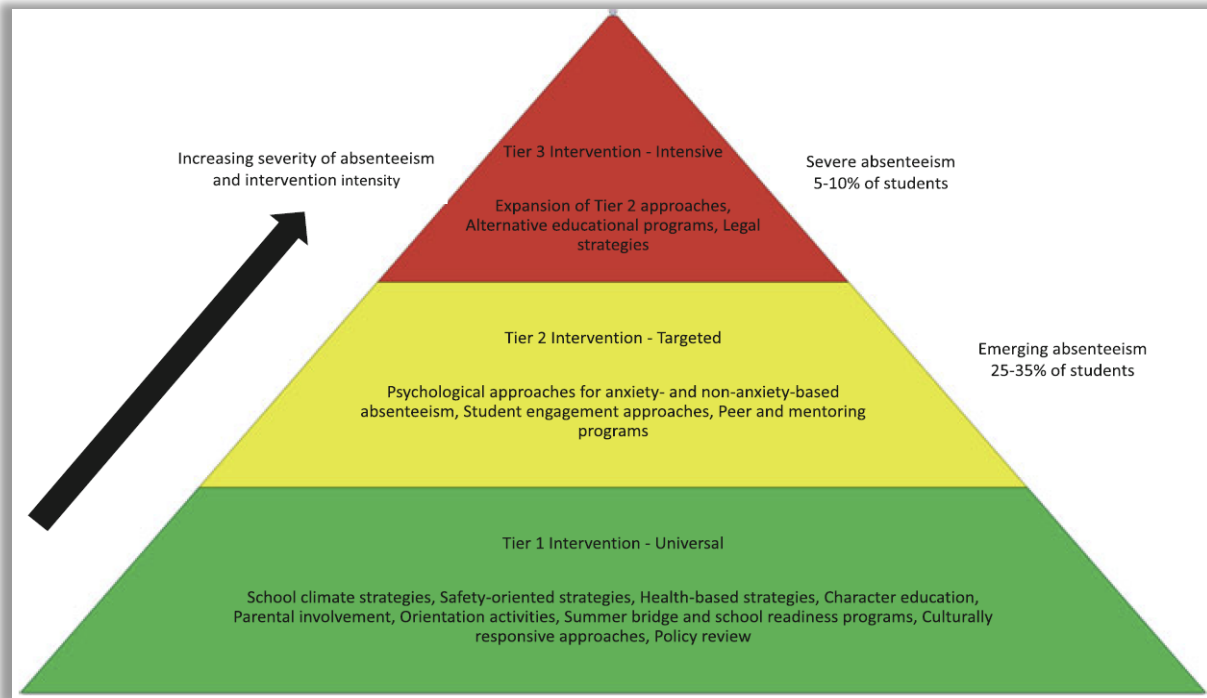 Increasing severity of absenteeism
and intervention intensity
Tier 3 Intervention - Intensive
Expansion of Tier 2 approaches,
Alternative educational programs, Legal
strategies
Severe absenteeism
5-10% of students
Tier 2 Intervention - Targeted
Psychological approaches for anxiety- and non-anxiety-based
absenteeism, Student engagement approaches, Peer and mentoring
programs
Emerging absenteeism
25-35% of students
Tier 1 Intervention - Universal
School climate strategies, Safety-oriented strategies, Health-based strategies, Character education,
Parental involvement, Orientation activities, Summer bridge and school readiness programs, Culturally
responsive approaches, Policy review